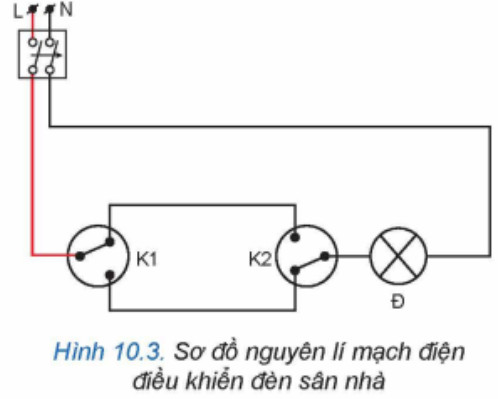 L N
K1 K2
Đ
Hình 10.3. Sơ đồ nguyên lí mạch điện
điều khiển đèn sân nhà